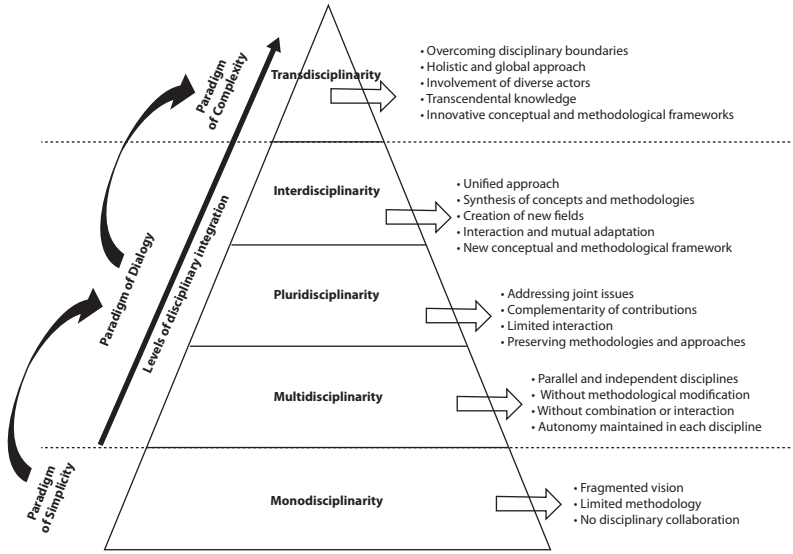 Transdisciplinarity
• Overcoming disciplinary boundaries
• Holistic and global approach
• Involvement of diverse actors
• Transcendental knowledge
• Innovative conceptual and methodological frameworks
Paradigm
of Complexity
Interdisciplinarity
• Unified approach
• Synthesis of concepts and methodologies
• Creation of new fields
• Interaction and mutual adaptation
• New conceptual and methodological framework
Levels of disciplinary integration
Paradigm of Dialogy
Pluridisciplinarity
• Addressing joint issues
• Complementarity of contributions
• Limited interaction
• Preserving methodologies and approaches
Multidisciplinarity
• Parallel and independent disciplines
• Without methodological modification
• Without combination or interaction
• Autonomy maintained in each discipline
Paradigm
of Simplicity
Monodisciplinarity
• Fragmented vision
• Limited methodology
• No disciplinary collaboration